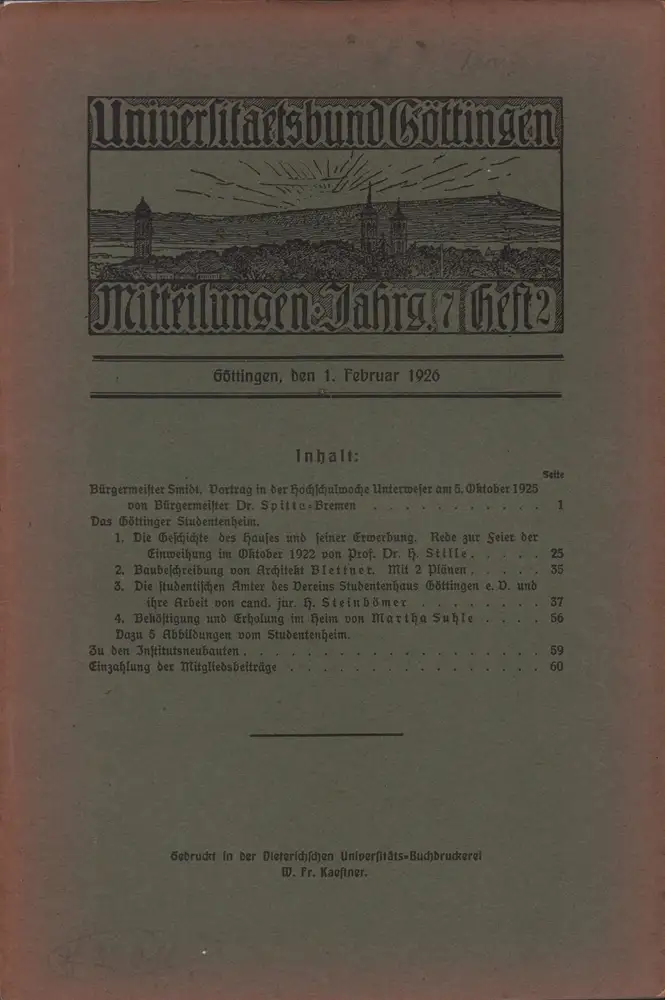 Universitaetsbund Göttingen
Mitteilungen: Jahrg. 7 Heft 2
Göttingen, den 1. Februar 1926
Inhalt:
Seite
Bürgermeister Smidt. Vortrag in der Hochschulwoche Unterweser am 5. Oktober 1925
von Bürgermeister Dr. Spitta-Bremen . . . . . . . . . . . 1
Das Göttinger Studentenheim.
1. Die Geschichte des Hauses und seiner Erwerbung. Rede zur Feier der
Einweihung im Oktober 1922 von Prof. Dr. H. Stille . . . . . 25
2. Baubeschreibung von Architekt Blettner. Mit 2 Plänen . . . . . 35
3. Die studentischen Ämter des Vereins Studentenhaus Göttingen e. V. und
ihre Arbeit von cand. jur. H. Steinbömer . . . . . . . . 37
4. Beköstigung und Erholung im Heim von Martha Suhle . . . . 56
Dazu 5 Abbildungen vom Studentenheim.
Zu den Institutsneubauten . . . . . . . . . . . . . . . . . . . 59
Einzahlung der Mitgliedsbeiträge . . . . . . . . . . . . . . . . 60
Gedruckt in der Dieterichschen Universitäts-Buchdruckerei
W. Fr. Kaestner.